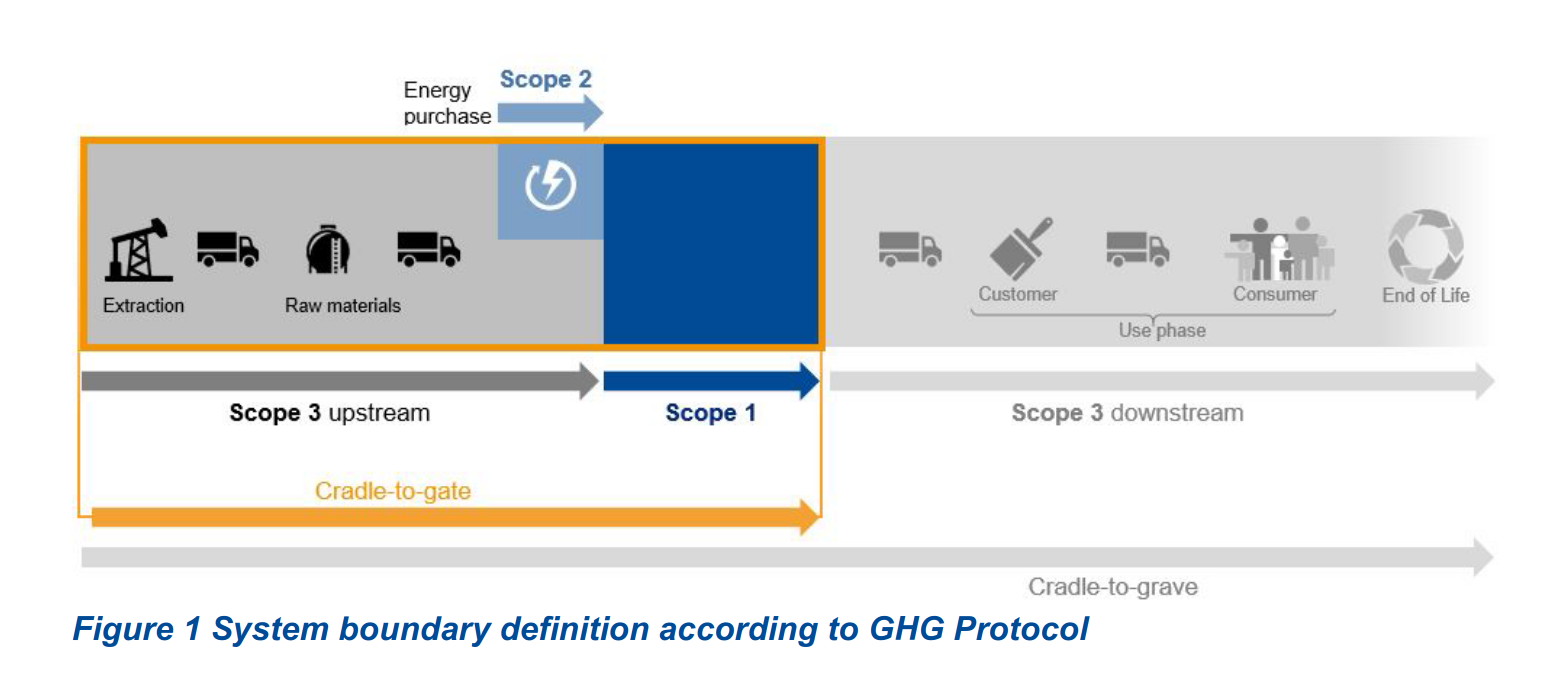 Scope 2
Energy
purchase
Extraction
Raw materials
Customer
Consumer
End of Life
Use phase
Scope 3 upstream
Scope 1
Scope 3 downstream
Cradle-to-gate
Cradle-to-grave
Figure 1 System boundary definition according to GHG Protocol